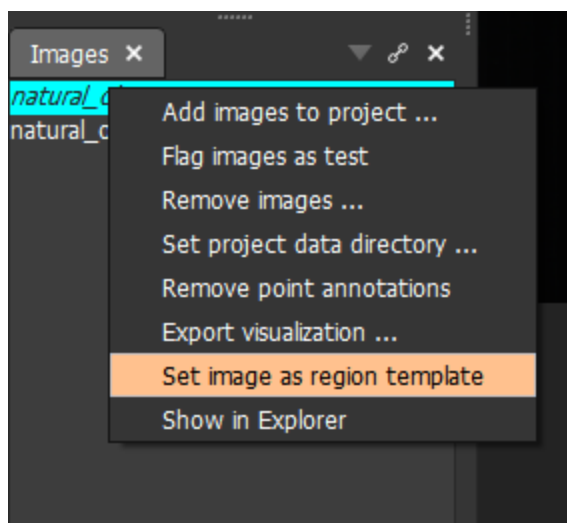 Images
natural_
Add images to project ...
natural_c
Flag images as test
Remove images ...
Set project data directory ...
Remove point annotations
Export visualization ...
Set image as region template
Show in Explorer